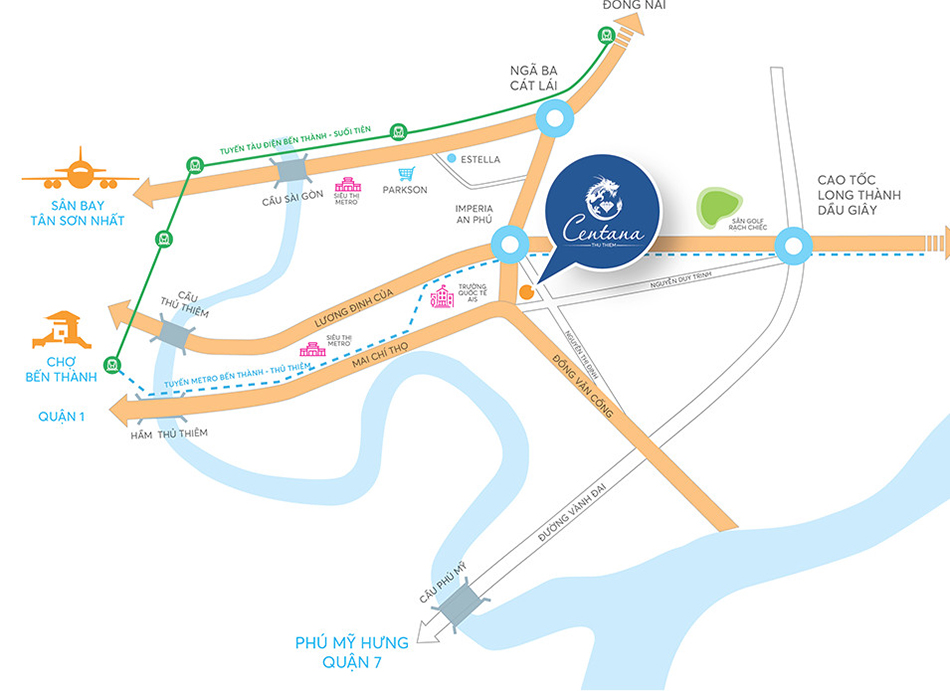 ĐỒNG NAI
NGÃ BA
CÁT LÁI
TUYẾN TÀU ĐIỆN BẾN THÀNH - SUỐI TIÊN
ESTELLA
SÂN BAY
TÂN SƠN NHẤT
CẦU SÀI GÒN
SIÊU THỊ
METRO
PARKSON
IMPERIA
AN PHÚ
Centana
THỦ THIÊM
SÂN GOLF
RẠCH CHIẾC
CAO TỐC
LONG THÀNH
DẦU GIÂY
CẦU
THỦ THIÊM
LƯƠNG ĐỊNH CỦA
TRƯỜNG
QUỐC TẾ
AIS
NGUYỄN DUY TRINH
CHỢ
BẾN THÀNH
SIÊU THỊ
METRO
MAI CHÍ THỌ
NGUYỄN THỊ ĐỊNH
TUYẾN METRO BẾN THÀNH - THỦ THIÊM
ĐỒNG VĂN CỐNG
QUẬN 1
HẦM THỦ THIÊM
ĐƯỜNG VÀNH ĐAI
CẦU PHÚ MỸ
PHÚ MỸ HƯNG
QUẬN 7